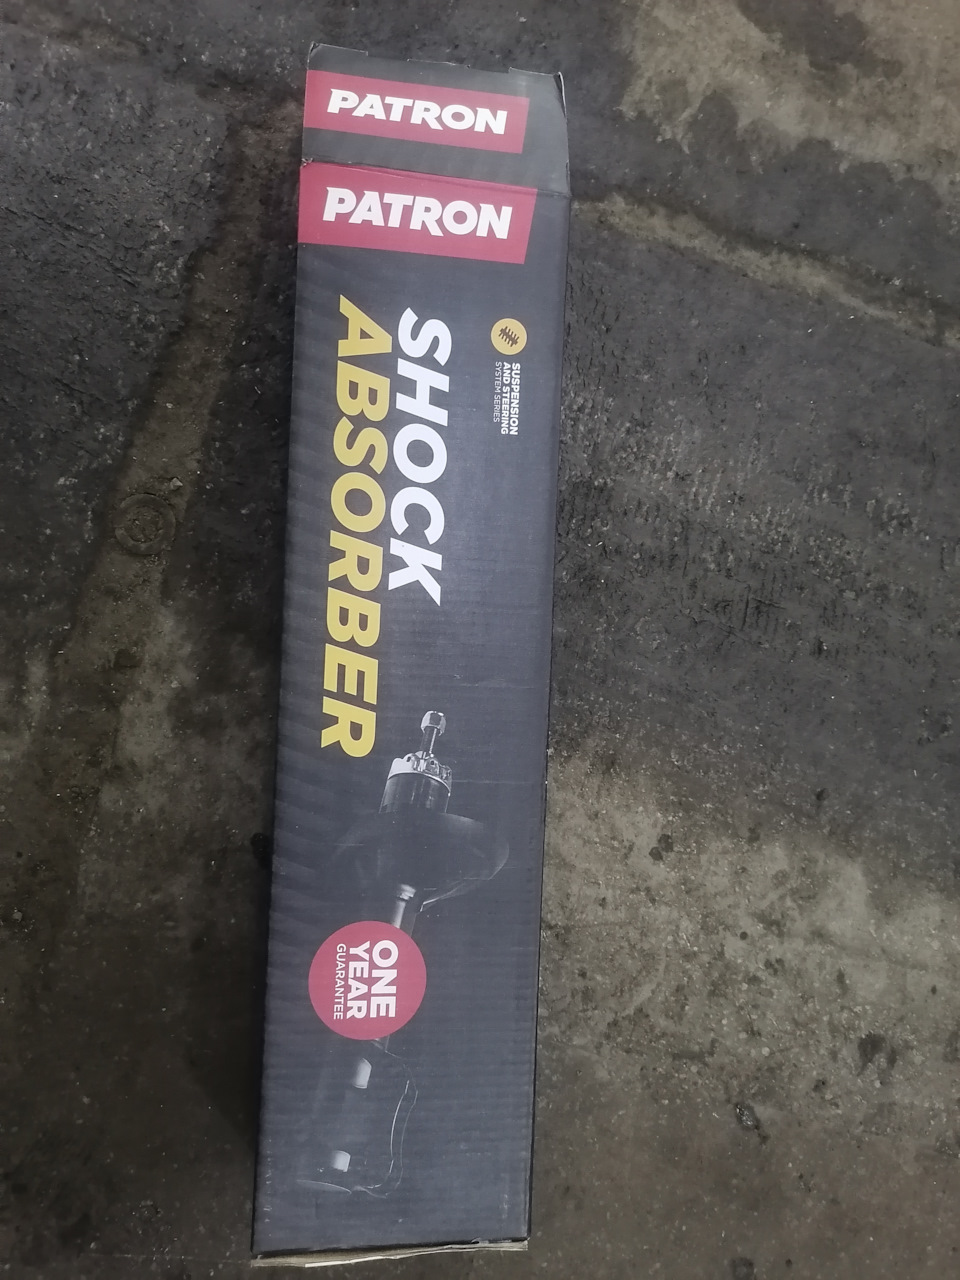 PATRON
PATRON
SUSPENSION
AND STEERING
SYSTEM SERIES
SHOCK
ABSORBER
ONE
YEAR
GUARANTEE